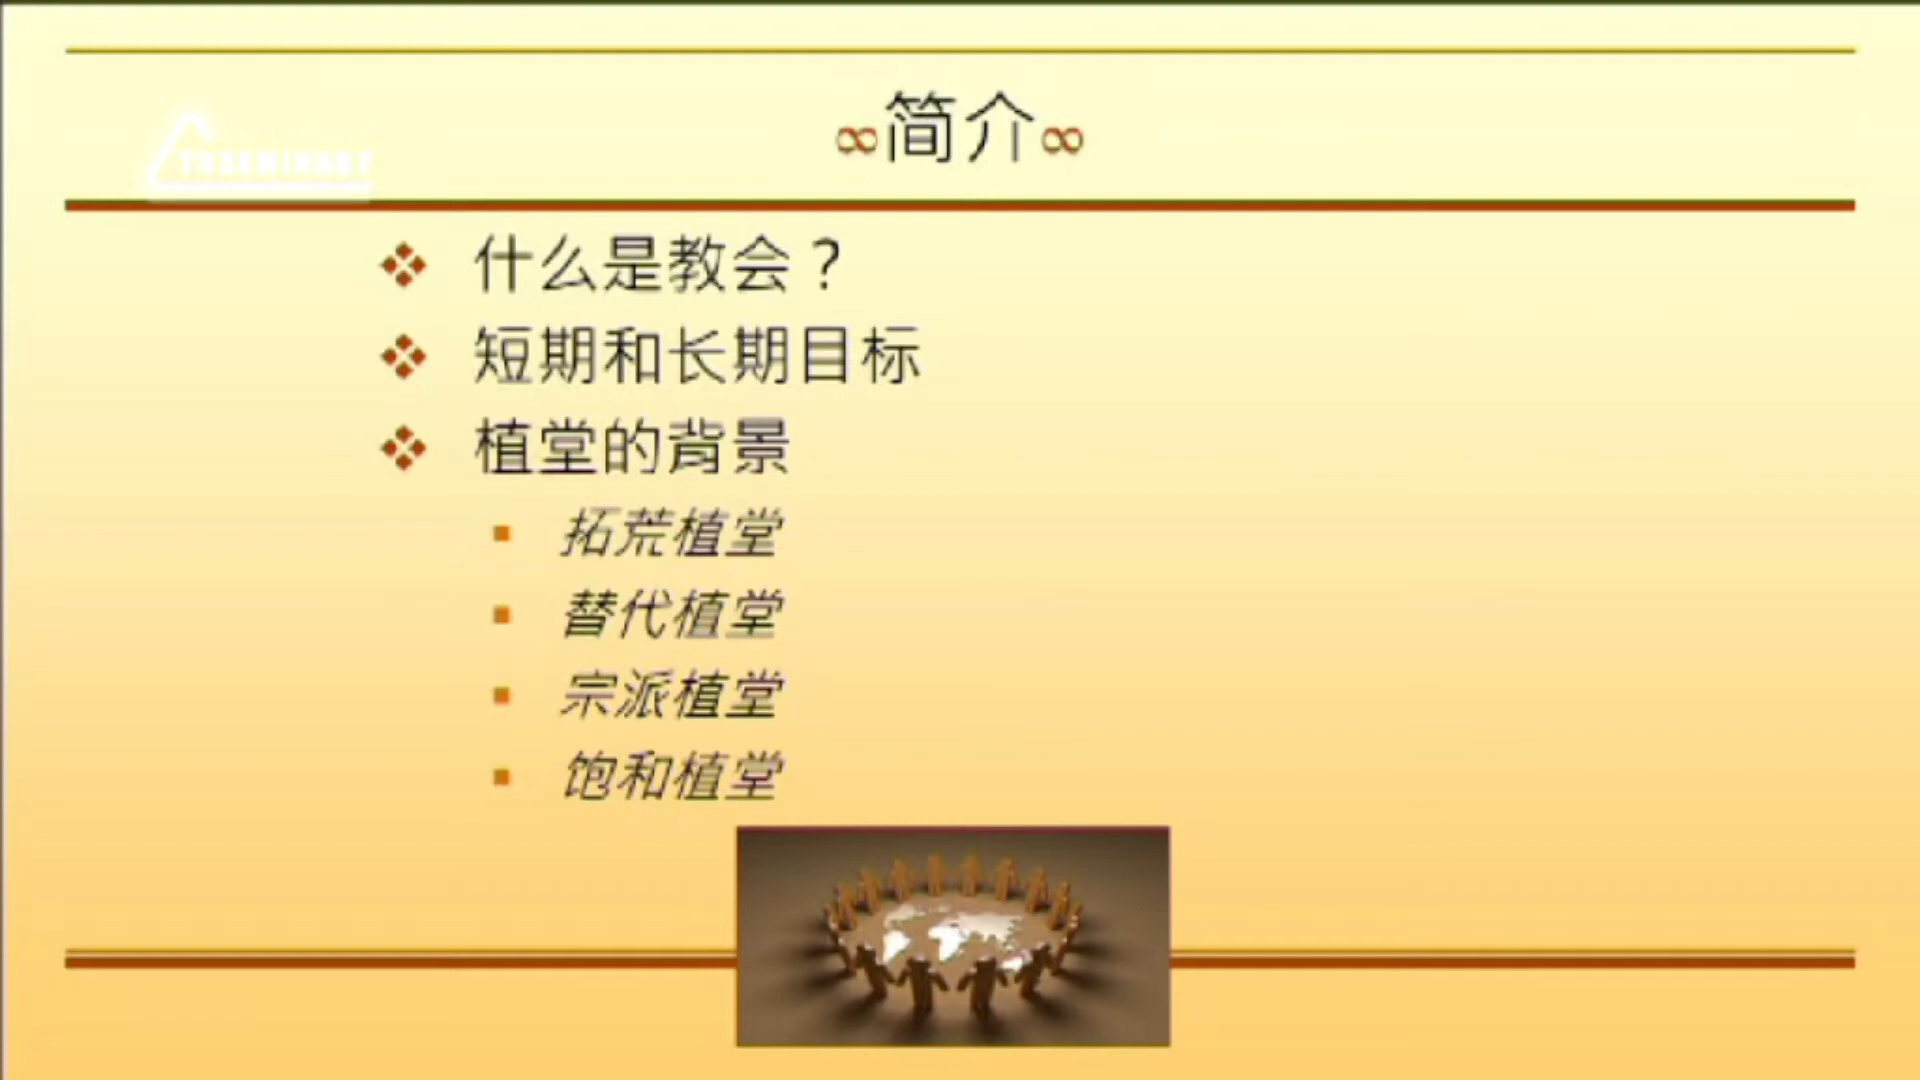 ∞简介∞
什么是教会？
短期和长期目标
植堂的背景
拓荒植堂
替代植堂
宗派植堂
饱和植堂